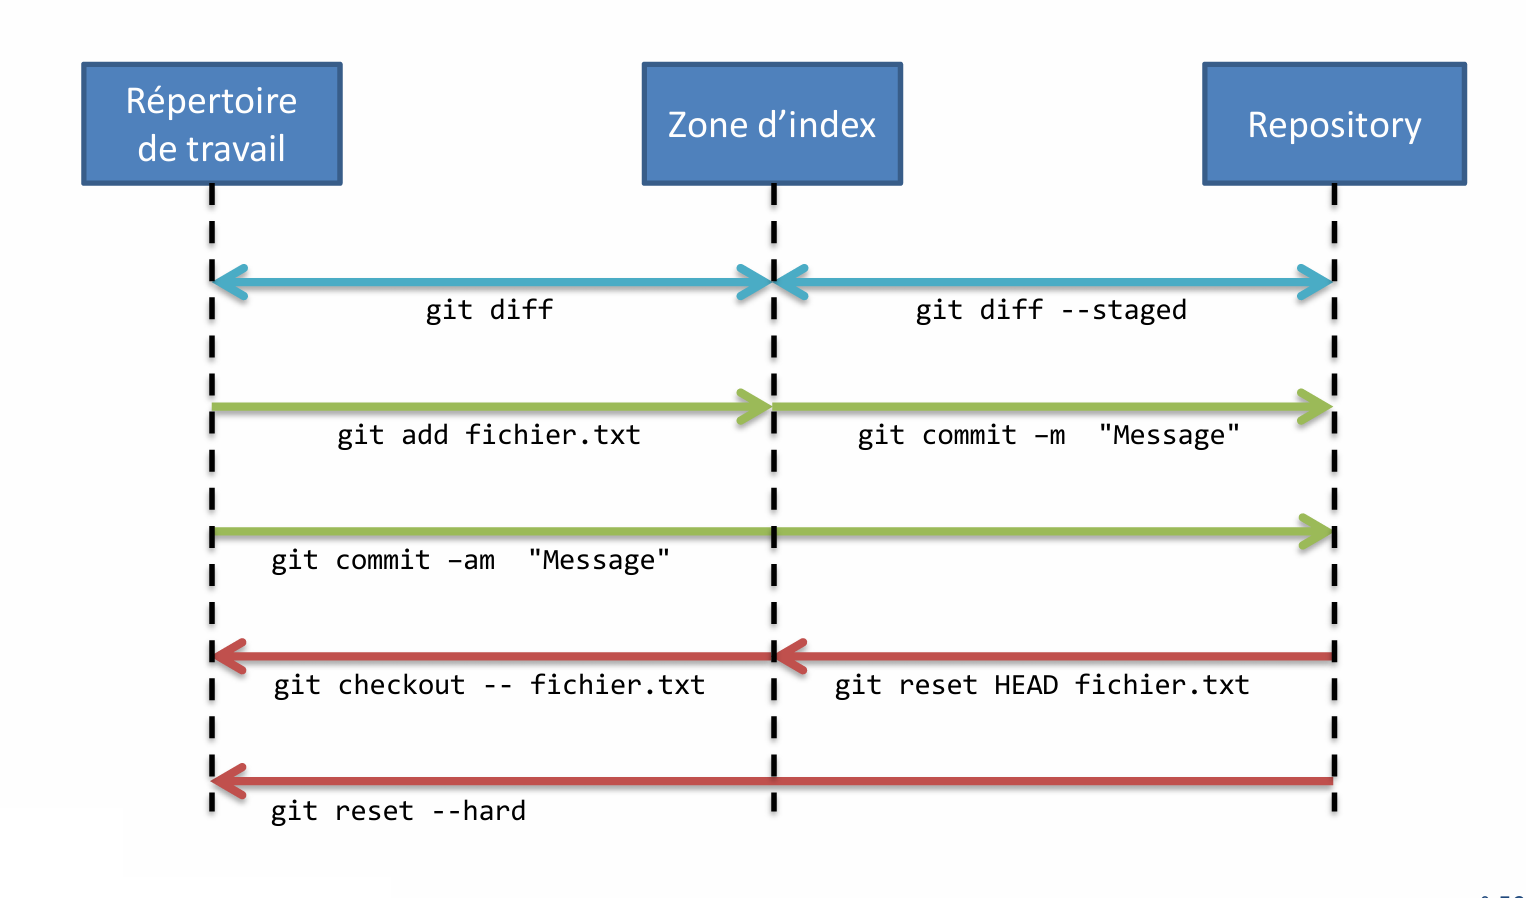 Répertoire
de travail
Zone d’index
Repository
git diff
git diff --staged
git add fichier.txt
git commit –m  "Message"
git commit –am  "Message"
git checkout -- fichier.txt
git reset HEAD fichier.txt
git reset --hard